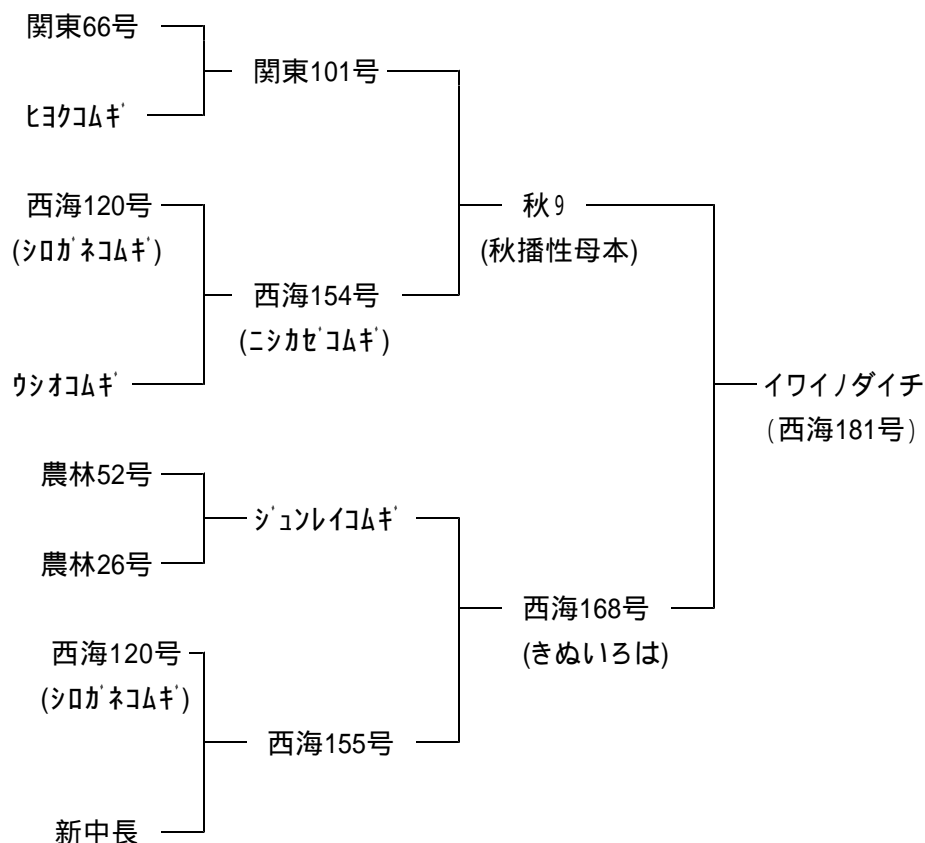 関東66号
関東101号
ﾋﾖｸｺﾑｷﾞ
西海120号
秋9
(ｼﾛｶﾞﾈｺﾑｷﾞ)
(秋播性母本)
西海154号
(ﾆｼｶｾﾞｺﾑｷﾞ)
ｳｼｵｺﾑｷﾞ
イワイノダイチ
(西海181号)
農林52号
ｼﾞｭﾝﾚｲｺﾑｷﾞ
農林26号
西海168号
西海120号
(きぬいろは)
(ｼﾛｶﾞﾈｺﾑｷﾞ)
西海155号
新中長